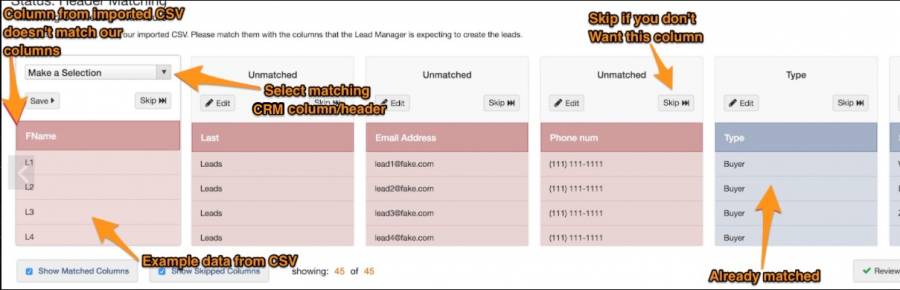 Status: Header Matching
Column from imported CSV
doesn't match our
columns
our imported CSV. Please match them with the columns that the Lead Manager is expecting to create the leads.
Skip if you don't
Want this column
Make a Selection
Save
Skip
Select matching
CRM column/header
Unmatched
Edit
Skip
Unmatched
Edit
Skip
Unmatched
Edit
Skip
Type
Edit
Skip
FName
Last
Email Address
Phone num
Type
L1
Leads
lead1@fake.com
(111) 111-1111
Buyer
L2
Leads
lead2@fake.com
(111) 111-1111
Buyer
L3
Leads
lead3@fake.com
(111) 111-1111
Buyer
L4
Leads
lead4@fake.com
(111) 111-1111
Buyer
Example data from CSV
Already matched
Show Matched Columns
Show Skipped Columns
showing: 45 of 45
Review